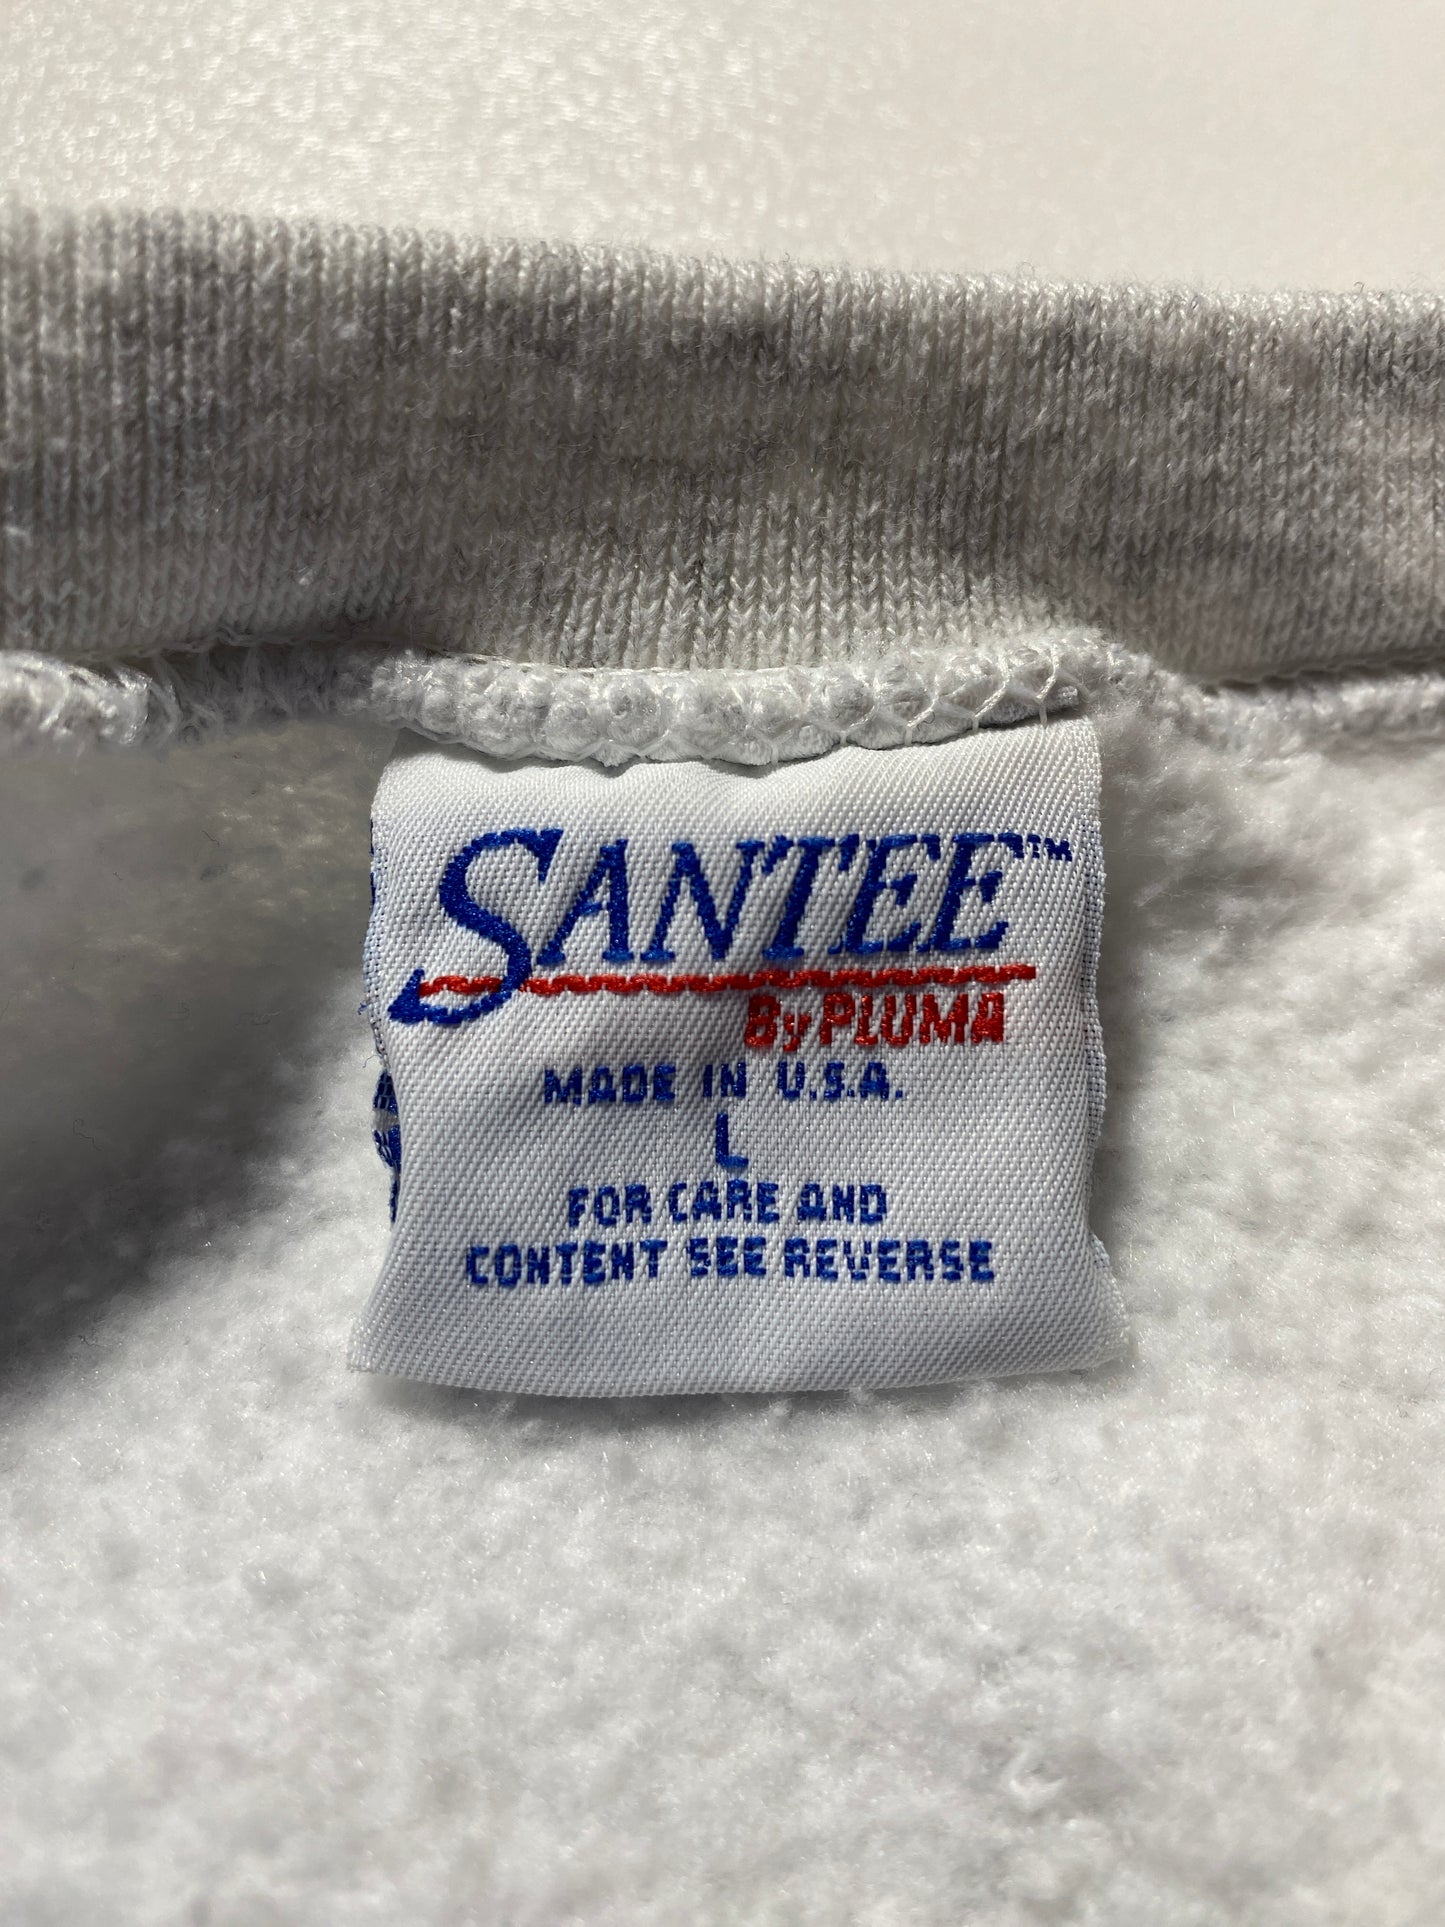 SANTEE™
By PLUMA
MADE IN U.S.A.
L
FOR CARE AND
CONTENT SEE REVERSE